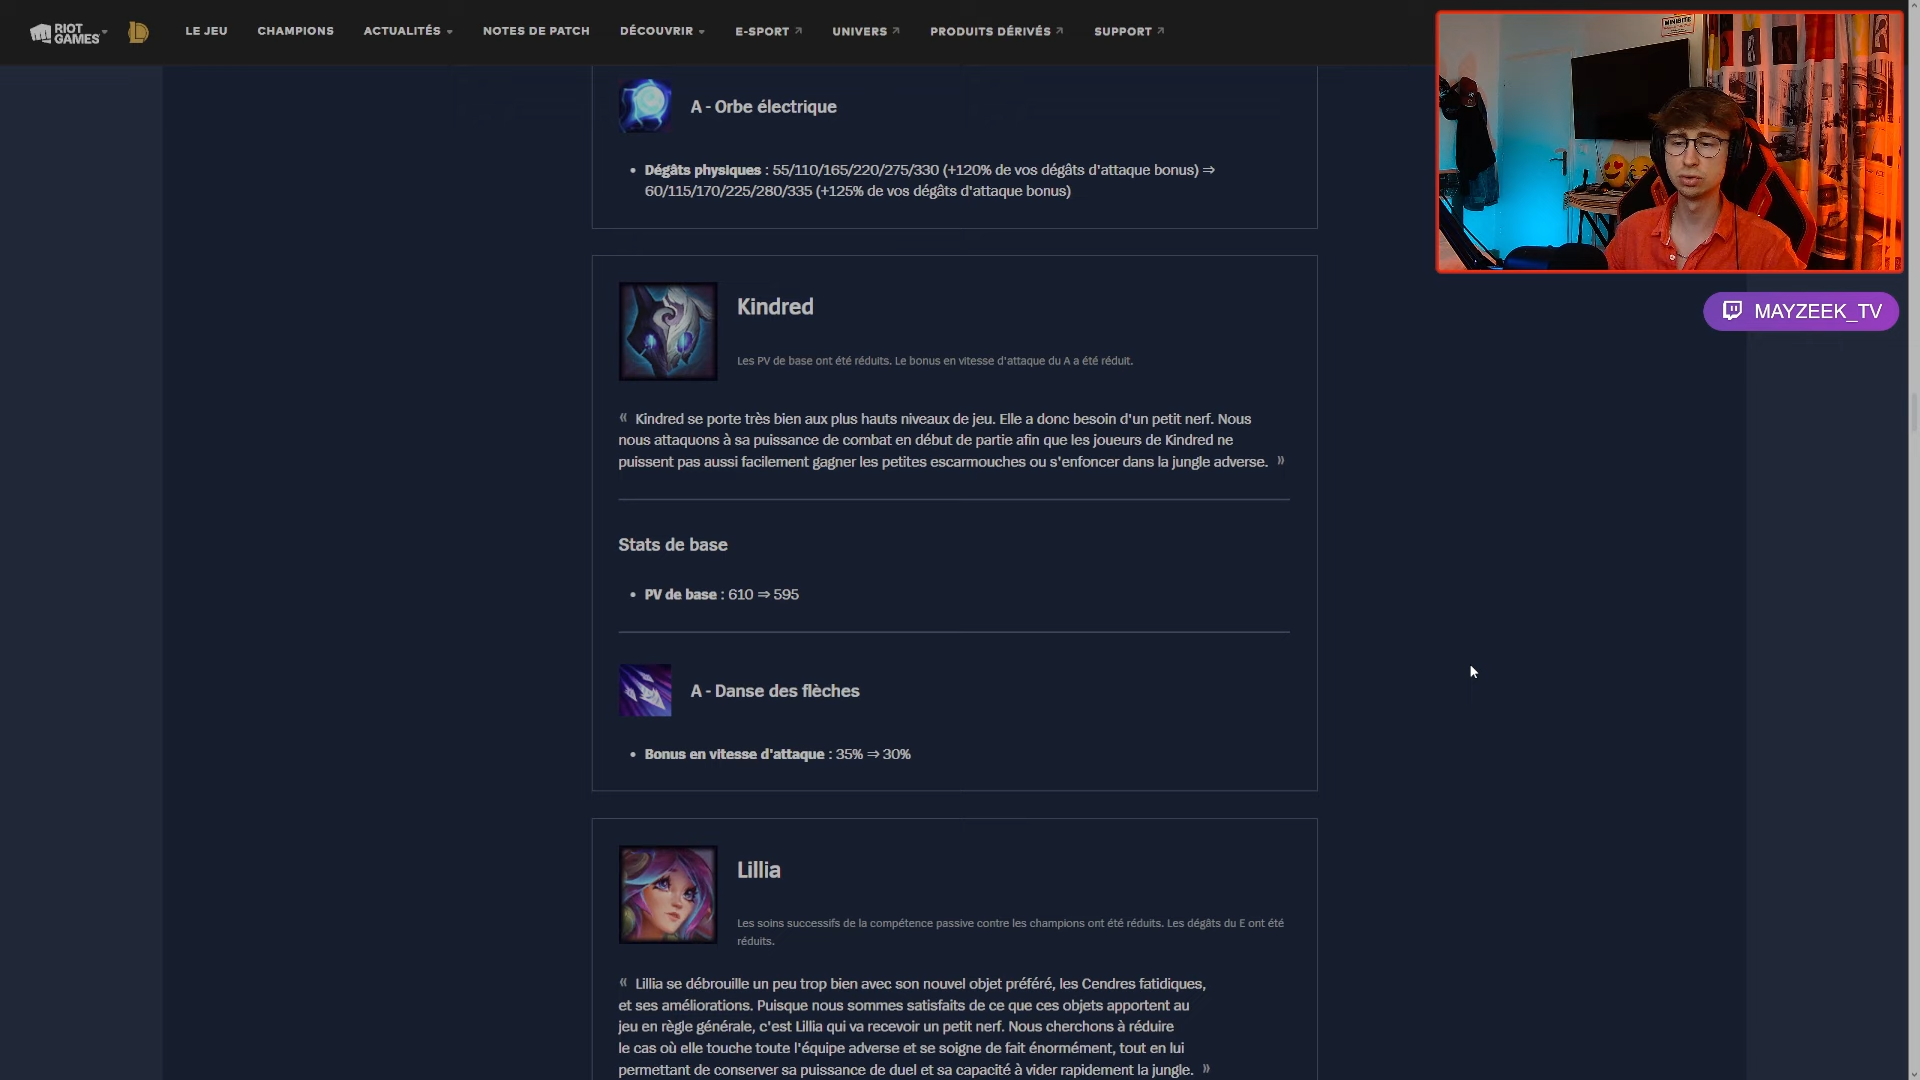 RIOT GAMES LE JEU CHAMPIONS ACTUALITÉS NOTES DE PATCH DÉCOUVRIR E-SPORT UNIVERS PRODUITS DÉRIVÉS SUPPORT
A - Orbe électrique
• Dégâts physiques : 55/110/165/220/275/330 (+120% de vos dégâts d'attaque bonus) ⇒
60/115/170/225/280/335 (+125% de vos dégâts d'attaque bonus)
MAYZEEK_TV
Kindred
Les PV de base ont été réduits. Le bonus en vitesse d'attaque du A a été réduit.
« Kindred se porte très bien aux plus hauts niveaux de jeu. Elle a donc besoin d'un petit nerf. Nous
nous attaquons à sa puissance de combat en début de partie afin que les joueurs de Kindred ne
puissent pas aussi facilement gagner les petites escarmouches ou s'enfoncer dans la jungle adverse. »
Stats de base
• PV de base : 610 ⇒ 595
A - Danse des flèches
• Bonus en vitesse d'attaque : 35% ⇒ 30%
Lillia
Les soins successifs de la compétence passive contre les champions ont été réduits. Les dégâts du E ont été
réduits.
« Lillia se débrouille un peu trop bien avec son nouvel objet préféré, les Cendres fatidiques,
et ses améliorations. Puisque nous sommes satisfaits de ce que ces objets apportent au
jeu en règle générale, c'est Lillia qui va recevoir un petit nerf. Nous cherchons à réduire
le cas où elle touche toute l'équipe adverse et se soigne de fait énormément, tout en lui
permettant de conserver sa puissance de duel et sa capacité à vider rapidement la jungle. »